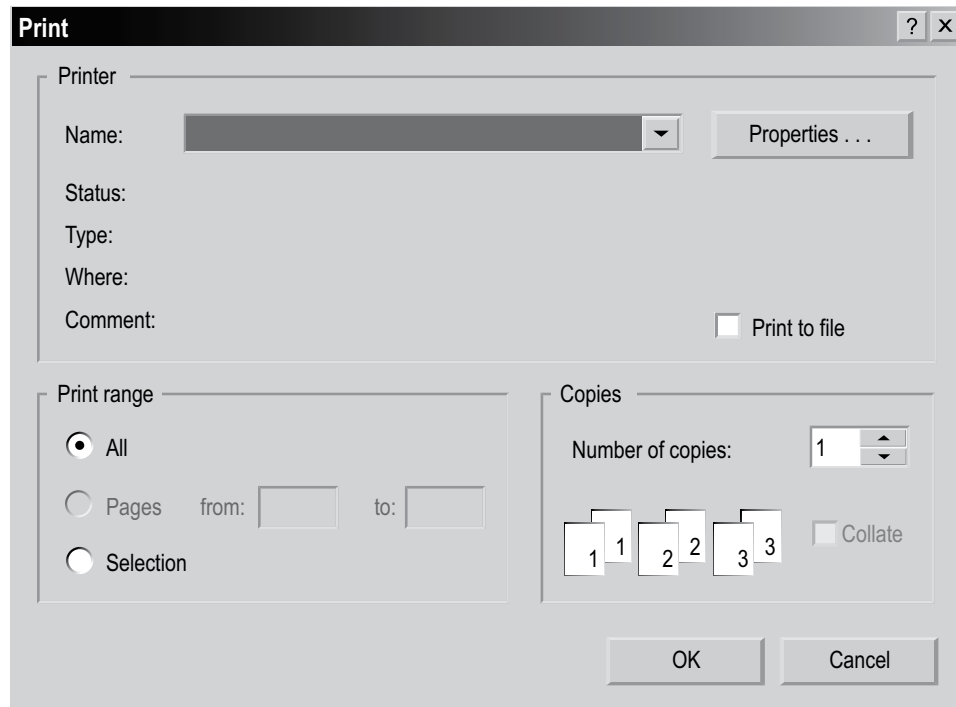 Print ? X
Printer
Name: Properties . . .
Status:
Type:
Where:
Comment:
Print to file
Print range
All
Pages from: to:
Selection
Copies
Number of copies: 1
1 1 2 2 3 3 Collate
OK Cancel